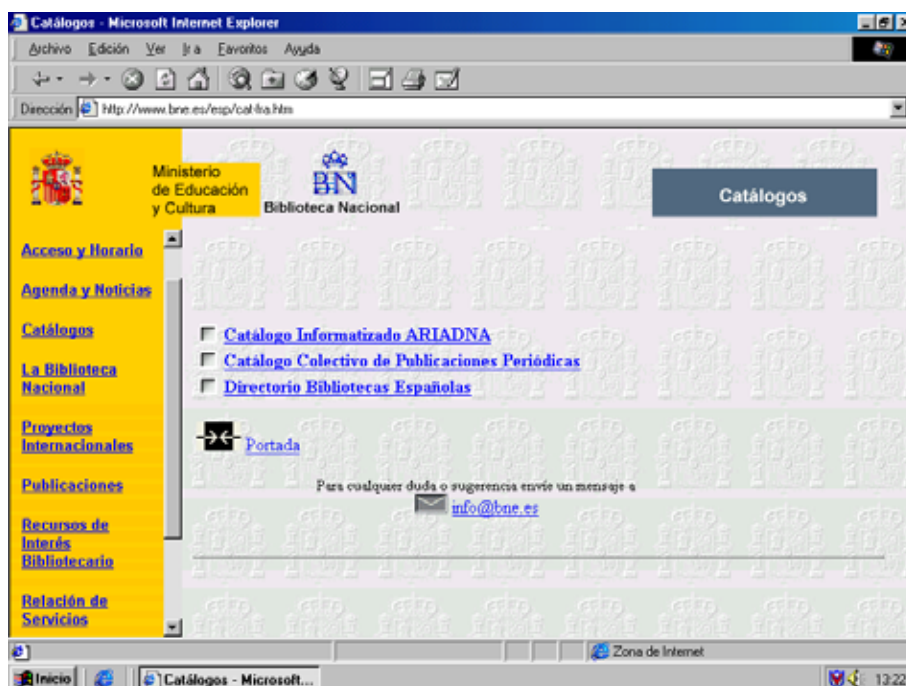 Catálogos - Microsoft Internet Explorer
Archivo Edición Ver Ir a Favoritos Ayuda
Dirección http://www.bne.es/esp/cat-fra.htm
Ministerio
de Educación
y Cultura
BN
Biblioteca Nacional
Catálogos
Acceso y Horario
Agenda y Noticias
Catálogos
La Biblioteca
Nacional
Proyectos
Internacionales
Publicaciones
Recursos de
Interés
Bibliotecario
Relación de
Servicios
Catálogo Informatizado ARIADNA
Catálogo Colectivo de Publicaciones Periódicas
Directorio Bibliotecas Españolas
Portada
Para cualquier duda o sugerencia envíe un mensaje a
info@bne.es
Zona de Internet
Inicio
Catálogos - Microsoft...
13:22